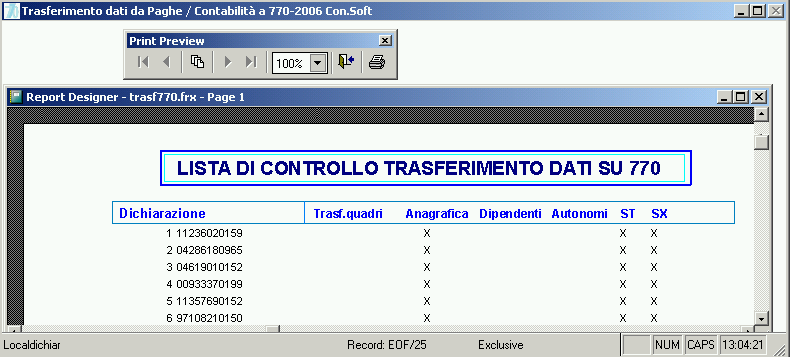 Trasferimento dati da Paghe / Contabilità a 770-2006 Con.Soft
Print Preview
100%
Report Designer - trasf770.frx - Page 1
LISTA DI CONTROLLO TRASFERIMENTO DATI SU 770
Dichiarazione Trasf.quadri Anagrafica Dipendenti Autonomi ST SX
1 11236020159 X X X
2 04286180965 X X X
3 04619010152 X X X
4 00933370199 X X X
5 11357690152 X X X
6 97108210150 X X X
Localdichiar Record: EOF/25 Exclusive NUM CAPS 13:04:21